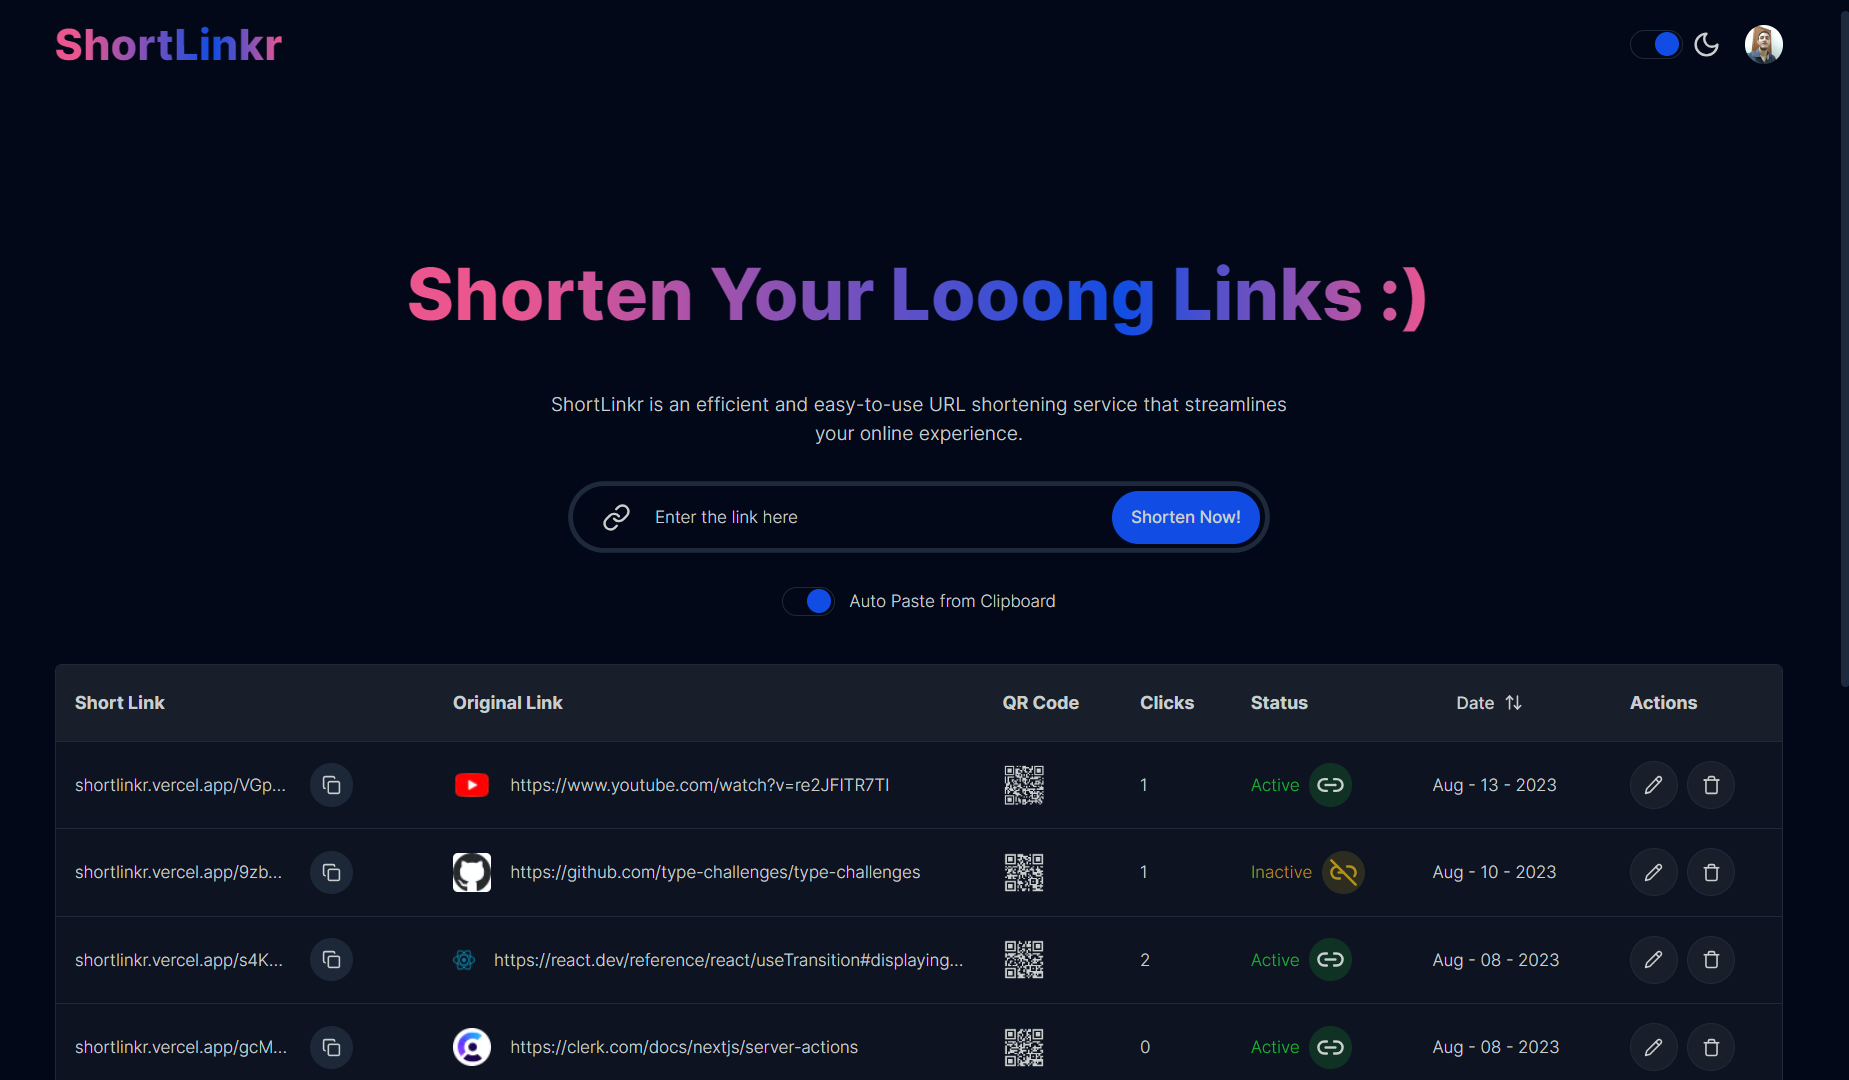 ShortLinkr
Shorten Your Looong Links :)
ShortLinkr is an efficient and easy-to-use URL shortening service that streamlines
your online experience.
Enter the link here
Shorten Now!
Auto Paste from Clipboard
Short Link Original Link QR Code Clicks Status Date Actions
shortlinkr.vercel.app/VGp... https://www.youtube.com/watch?v=re2JFITR7TI 1 Active Aug - 13 - 2023
shortlinkr.vercel.app/9zb... https://github.com/type-challenges/type-challenges 1 Inactive Aug - 10 - 2023
shortlinkr.vercel.app/s4K... https://react.dev/reference/react/useTransition#displaying... 2 Active Aug - 08 - 2023
shortlinkr.vercel.app/gcM... https://clerk.com/docs/nextjs/server-actions 0 Active Aug - 08 - 2023